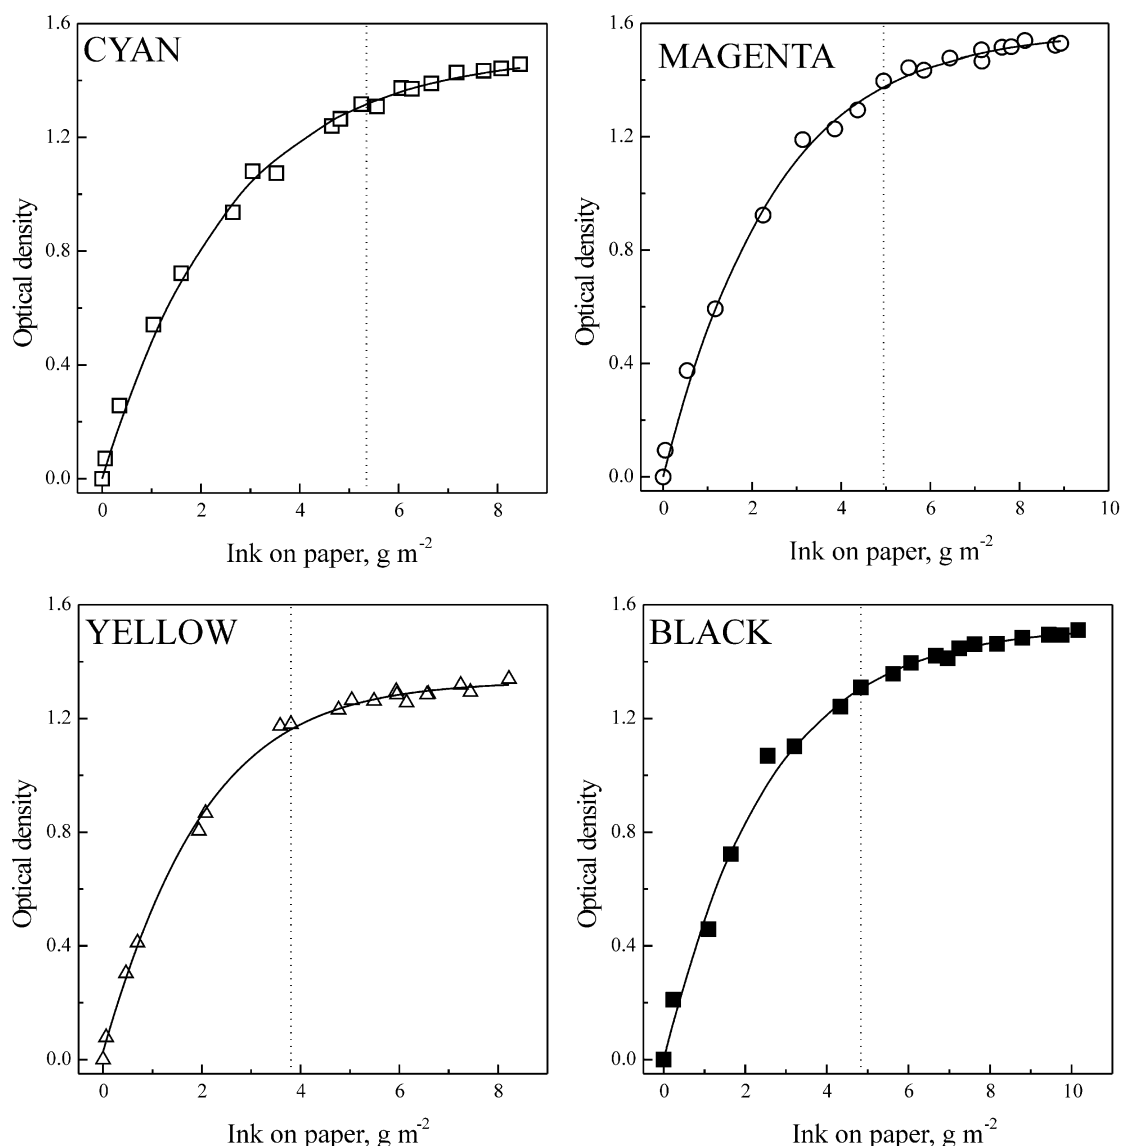 CYAN
1.6
1.2
0.8
0.4
0.0
Optical density
0 2 4 6 8
Ink on paper, g m-2
MAGENTA
1.6
1.2
0.8
0.4
0.0
Optical density
0 2 4 6 8 10
Ink on paper, g m-2
YELLOW
1.6
1.2
0.8
0.4
0.0
Optical density
0 2 4 6 8
Ink on paper, g m-2
BLACK
1.6
1.2
0.8
0.4
0.0
Optical density
0 2 4 6 8 10
Ink on paper, g m-2